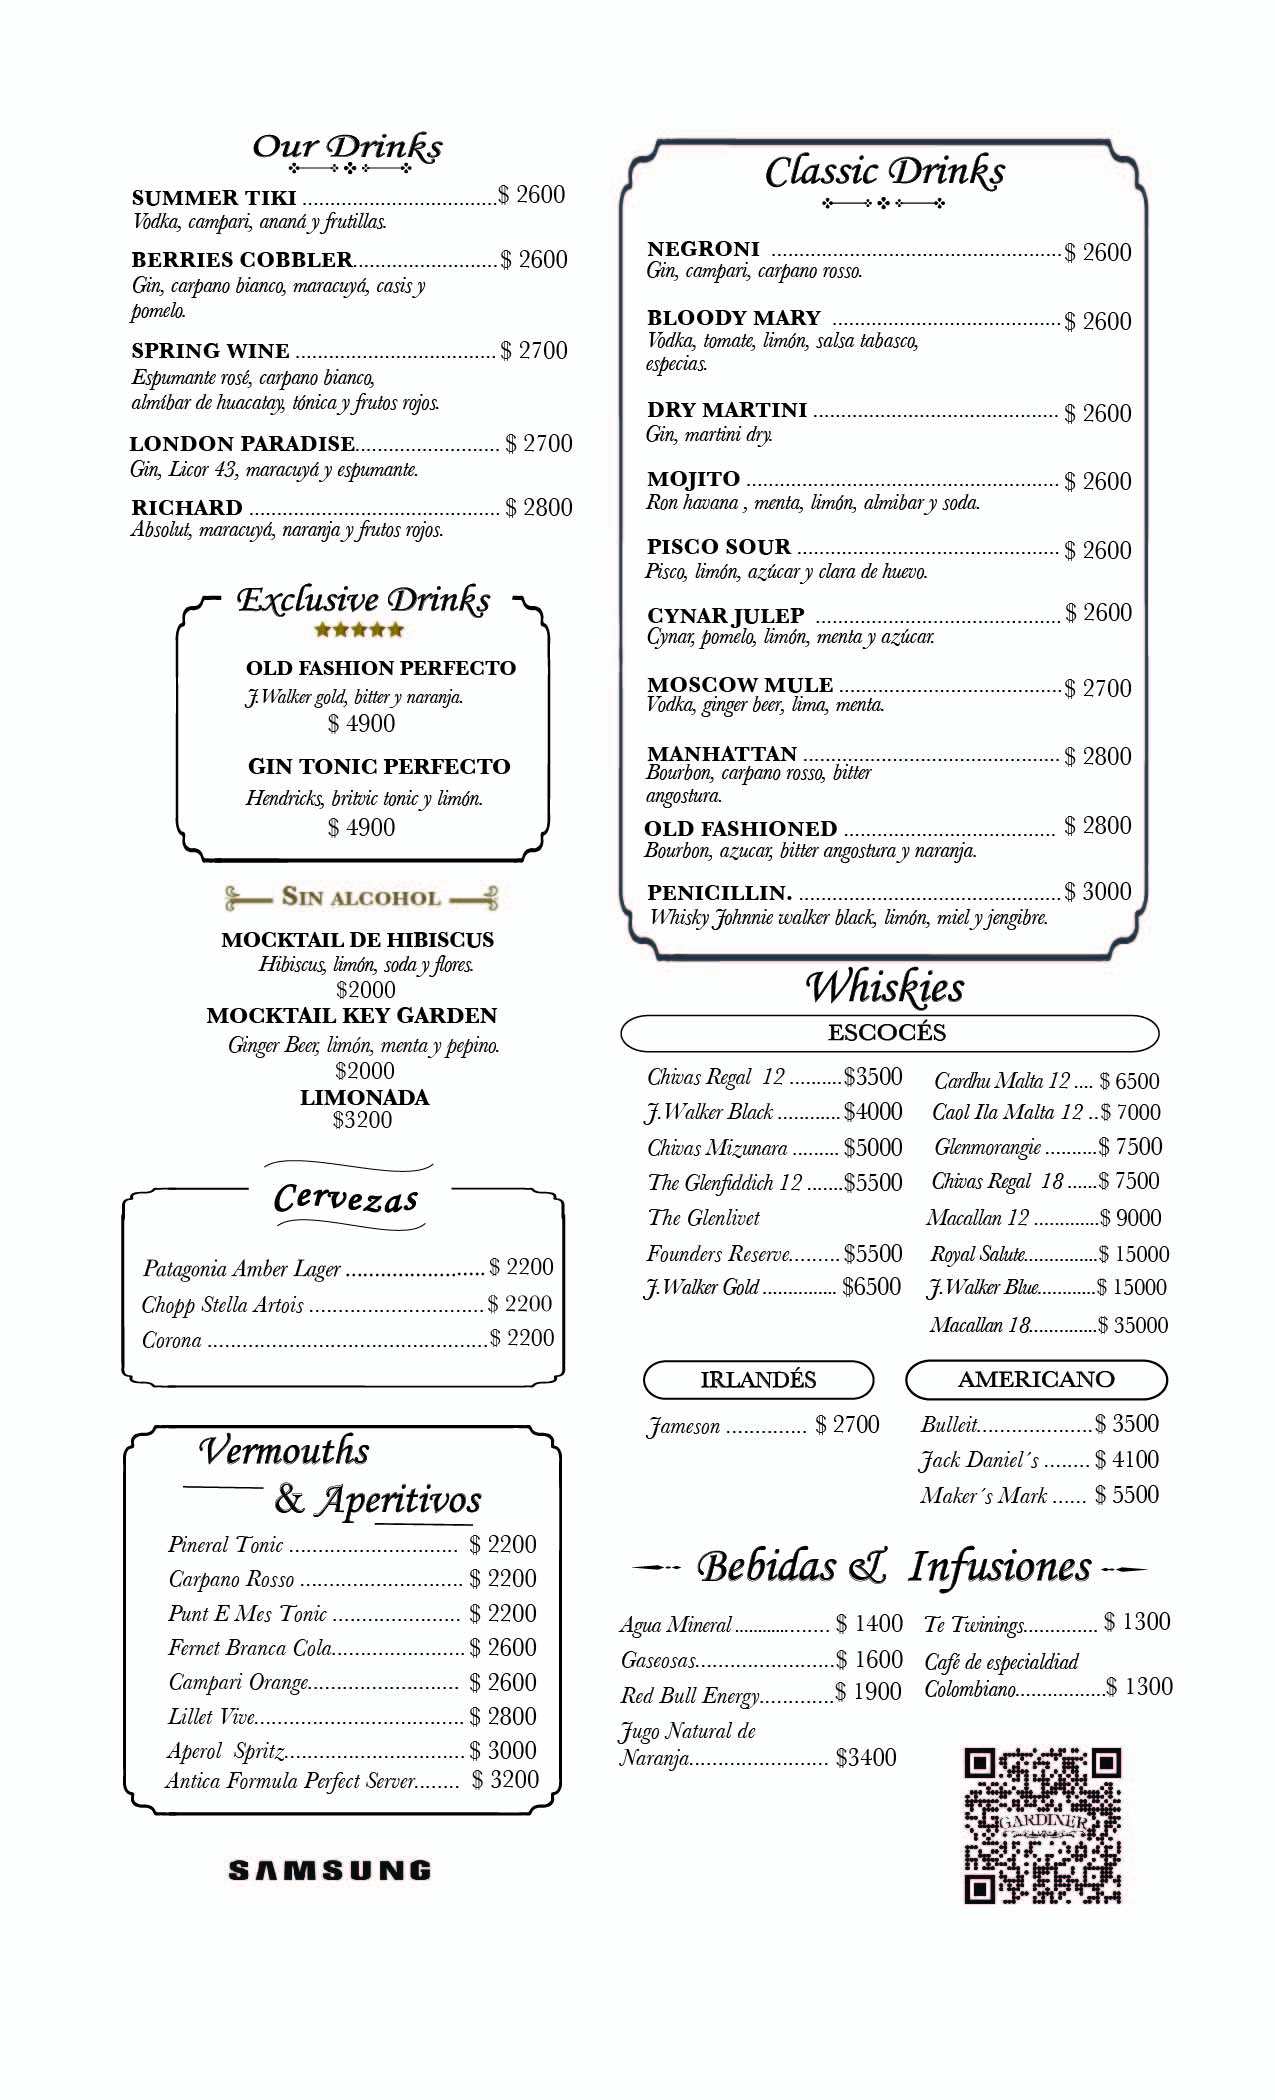 Our Drinks
SUMMER TIKI ...................................$ 2600
Vodka, campari, ananá y frutillas.
BERRIES COBBLER..........................$ 2600
Gin, carpano bianco, maracuyá, casis y
pomelo.
SPRING WINE .................................... $ 2700
Espumante rosé, carpano bianco,
almíbar de huacatay, tónica y frutos rojos.
LONDON PARADISE.......................... $ 2700
Gin, Licor 43, maracuyá y espumante.
RICHARD ............................................. $ 2800
Absolut, maracuyá, naranja y frutos rojos.
Exclusive Drinks
OLD FASHION PERFECTO
J.Walker gold, bitter y naranja.
$ 4900
GIN TONIC PERFECTO
Hendricks, britvic tonic y limón.
$ 4900
SIN ALCOHOL
MOCKTAIL DE HIBISCUS
Hibiscus, limón, soda y flores.
$2000
MOCKTAIL KEY GARDEN
Ginger Beer, limón, menta y pepino.
$2000
LIMONADA
$3200
Cervezas
Patagonia Amber Lager ........................ $ 2200
Chopp Stella Artois .............................. $ 2200
Corona ................................................ $ 2200
Vermouths
& Aperitivos
Pineral Tonic ............................. $ 2200
Carpano Rosso ............................ $ 2200
Punt E Mes Tonic ...................... $ 2200
Fernet Branca Cola....................... $ 2600
Campari Orange.......................... $ 2600
Lillet Vive.................................... $ 2800
Aperol Spritz............................... $ 3000
Antica Formula Perfect Server........ $ 3200
SAMSUNG
Classic Drinks
NEGRONI ....................................................$ 2600
Gin, campari, carpano rosso.
BLOODY MARY .........................................$ 2600
Vodka, tomate, limón, salsa tabasco,
especias.
DRY MARTINI ............................................ $ 2600
Gin, martini dry.
MOJITO ........................................................ $ 2600
Ron havana , menta, limón, almibar y soda.
PISCO SOUR ............................................... $ 2600
Pisco, limón, azúcar y clara de huevo.
CYNAR JULEP ............................................ $ 2600
Cynar, pomelo, limón, menta y azúcar.
MOSCOW MULE ........................................$ 2700
Vodka, ginger beer, lima, menta.
MANHATTAN .............................................. $ 2800
Bourbon, carpano rosso, bitter
angostura.
OLD FASHIONED ...................................... $ 2800
Bourbon, azucar, bitter angostura y naranja.
PENICILLIN. ............................................... $ 3000
Whisky Johnnie walker black, limón, miel y jengibre.
Whiskies
ESCOCÉS
Chivas Regal 12 ..........$3500
J.Walker Black ............$4000
Chivas Mizunara ......... $5000
The Glenfiddich 12 .......$5500
The Glenlivet
Founders Reserve.........$5500
J.Walker Gold ............... $6500
Cardhu Malta 12 .... $ 6500
Caol Ila Malta 12 ..$ 7000
Glenmorangie ..........$ 7500
Chivas Regal 18 ......$ 7500
Macallan 12 .............$ 9000
Royal Salute...............$ 15000
J.Walker Blue............$ 15000
Macallan 18..............$ 35000
IRLANDÉS
Jameson .............. $ 2700
AMERICANO
Bulleit....................$ 3500
Jack Daniel´s ........ $ 4100
Maker´s Mark ...... $ 5500
Bebidas & Infusiones
Agua Mineral ................... $ 1400
Gaseosas........................$ 1600
Red Bull Energy.............$ 1900
Jugo Natural de
Naranja........................ $3400
Te Twinings............... $ 1300
Café de especialdiad
Colombiano..................$ 1300
GARDINER